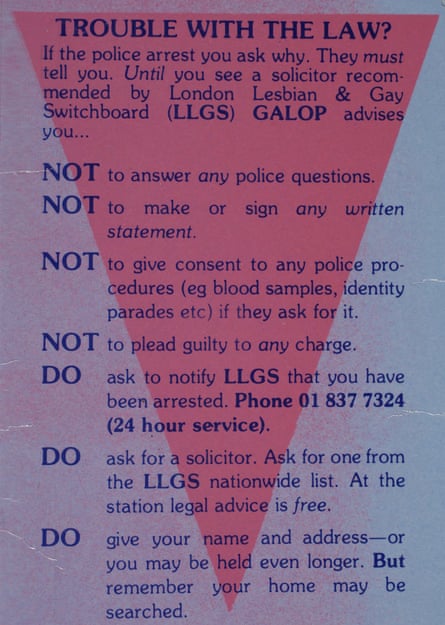 TROUBLE WITH THE LAW?
If the police arrest you ask why. They must
tell you. Until you see a solicitor recom-
mended by London Lesbian & Gay
Switchboard (LLGS) GALOP advises
you...
NOT to answer any police questions.
NOT to make or sign any written
statement.
NOT to give consent to any police pro-
cedures (eg blood samples, identity
parades etc) if they ask for it.
NOT to plead guilty to any charge.
DO ask to notify LLGS that you have
been arrested. Phone 01 837 7324
(24 hour service).
DO ask for a solicitor. Ask for one from
the LLGS nationwide list. At the
station legal advice is free.
DO give your name and address—or
you may be held even longer. But
remember your home may be
searched.